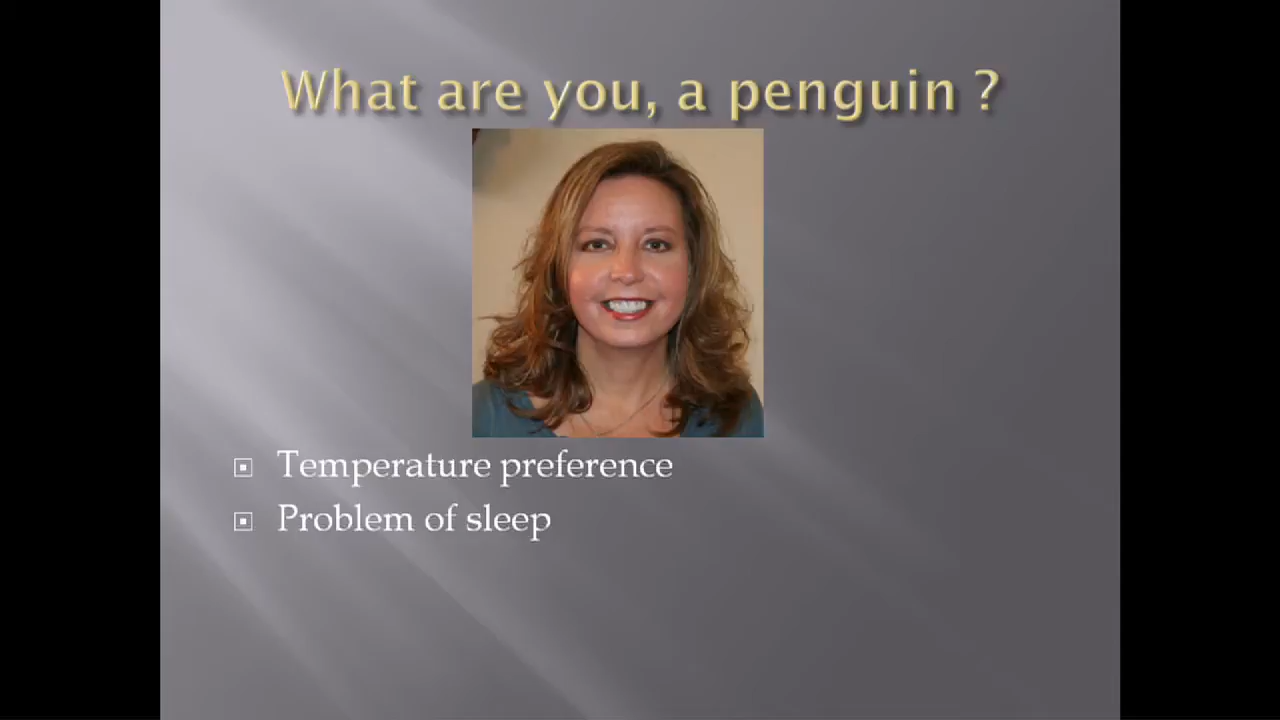 What are you, a penguin ?
Temperature preference
Problem of sleep